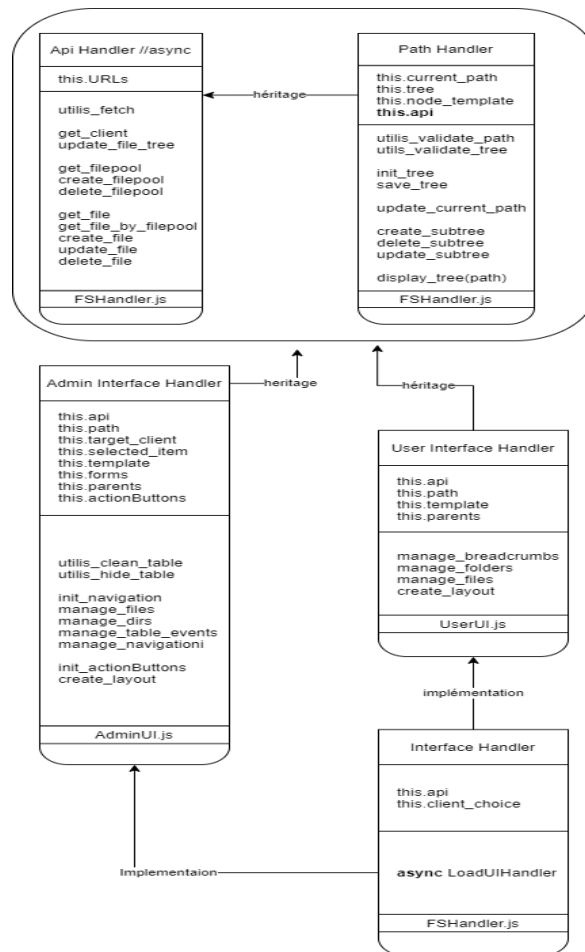 Api Handler //async
this.URLs
utilis_fetch
get_client
update_file_tree
get_filepool
create_filepool
delete_filepool
get_file
get_file_by_filepool
create_file
update_file
delete_file
FSHandler.js
héritage
Path Handler
this.current_path
this.tree
this.node_template
this.api
utilis_validate_path
utils_validate_tree
init_tree
save_tree
update_current_path
create_subtree
delete_subtree
update_subtree
display_tree(path)
FSHandler.js
Admin Interface Handler
this.api
this.path
this.target_client
this.selected_item
this.template
this.forms
this.parents
this.actionButtons
utilis_clean_table
utilis_hide_table
init_navigation
manage_files
manage_dirs
manage_table_events
manage_navigationi
init_actionButtons
create_layout
AdminUI.js
heritage
héritage
User Interface Handler
this.api
this.path
this.template
this.parents
manage_breadcrumbs
manage_folders
manage_files
create_layout
UserUI.js
implémentation
Interface Handler
this.api
this.client_choice
async LoadUIHandler
FSHandler.js
Implementaion